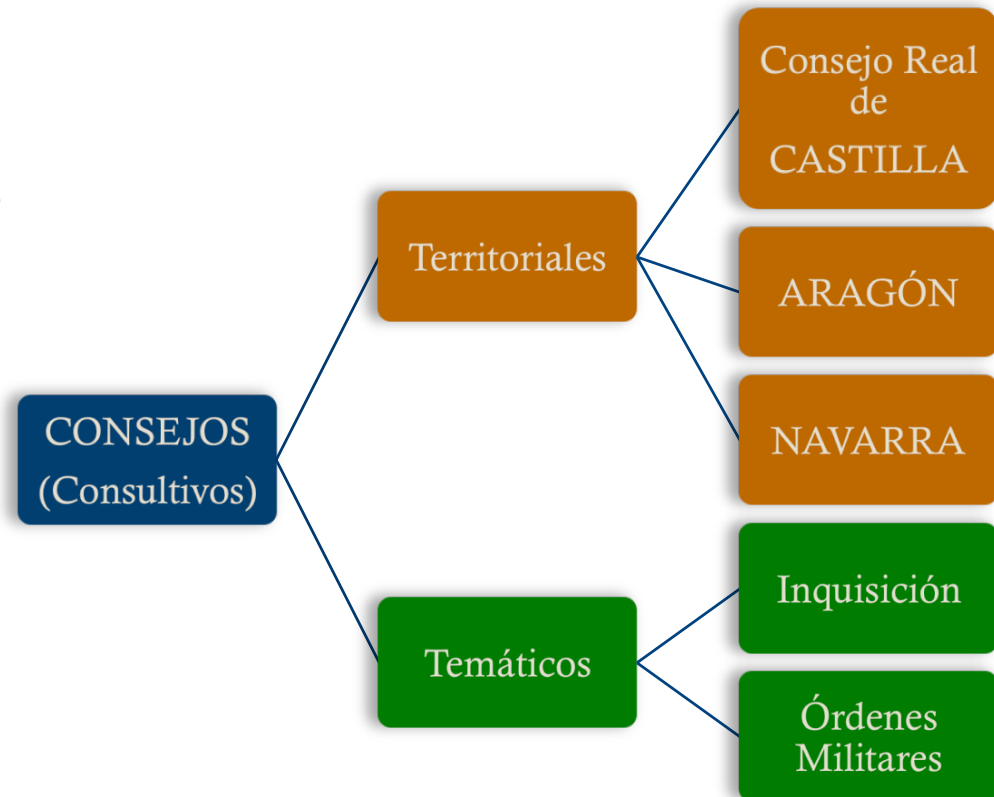 CONSEJOS
(Consultivos)
Territoriales
Consejo Real
de
CASTILLA
ARAGÓN
NAVARRA
Temáticos
Inquisición
Órdenes
Militares